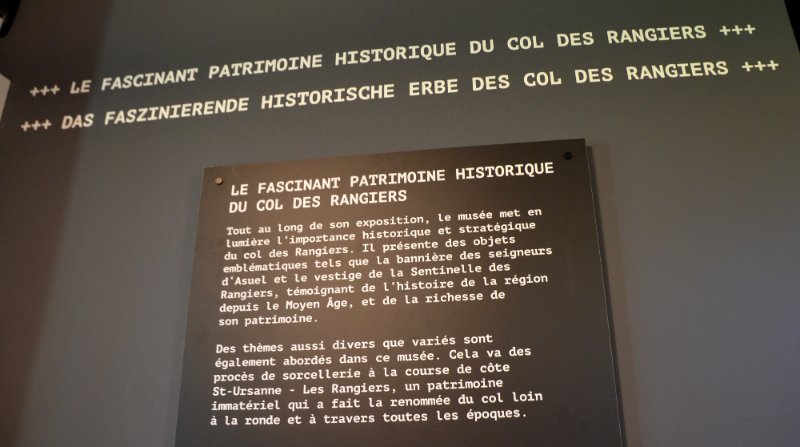 +++ LE FASCINANT PATRIMOINE HISTORIQUE DU COL DES RANGIERS +++
+++ DAS FASZINIERENDE HISTORISCHE ERBE DES COL DES RANGIERS +++
LE FASCINANT PATRIMOINE HISTORIQUE
DU COL DES RANGIERS
Tout au long de son exposition, le musée met en
lumière l'importance historique et stratégique
du col des Rangiers. Il présente des objets
emblématiques tels que la bannière des seigneurs
d'Asuel et le vestige de la Sentinelle des
Rangiers, témoignant de l'histoire de la région
depuis le Moyen Âge, et de la richesse de
son patrimoine.
Des thèmes aussi divers que variés sont
également abordés dans ce musée. Cela va des
procès de sorcellerie à la course de côte
St-Ursanne - Les Rangiers, un patrimoine
immatériel qui a fait la renommée du col loin
à la ronde et à travers toutes les époques.